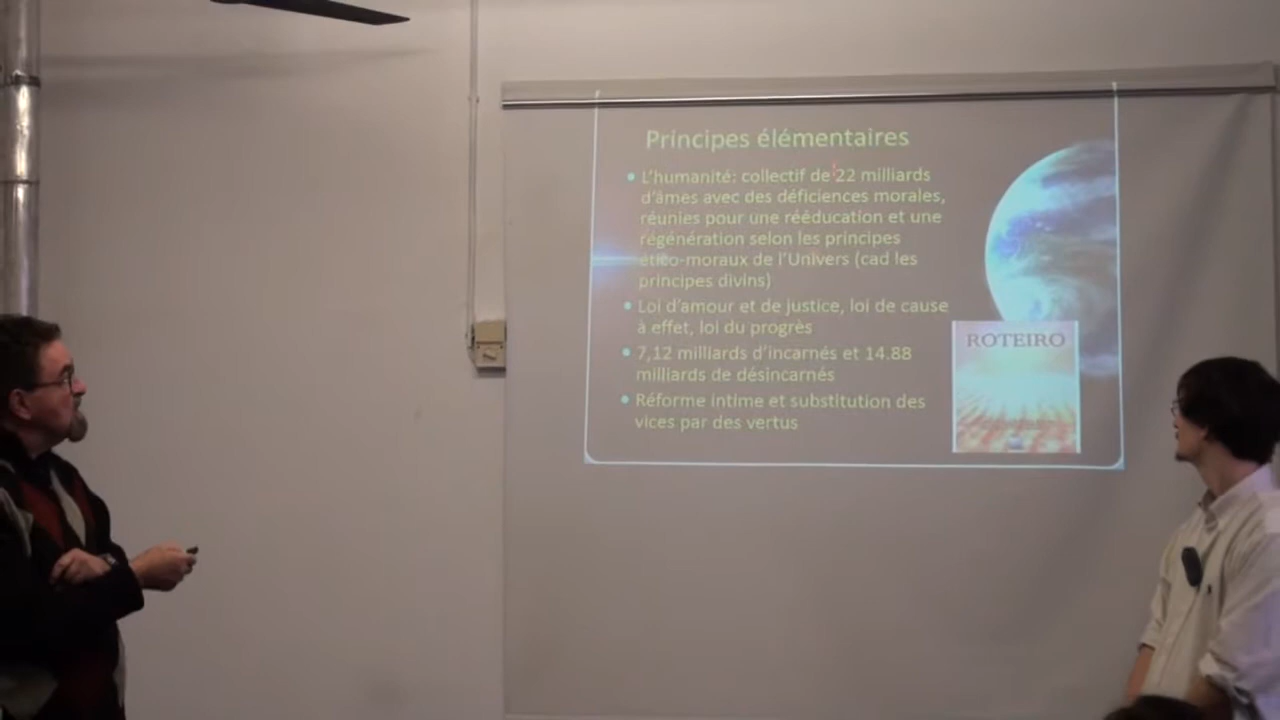 Principes élémentaires
• L'humanité: collectif de 22 milliards
d'âmes avec des déficiences morales,
réunies pour une rééducation et une
régénération selon les principes
ético-moraux de l'Univers (cad les
principes divins)
• Loi d'amour et de justice, loi de cause
à effet, loi du progrès
• 7,12 milliards d'incarnés et 14.88
milliards de désincarnés
• Réforme intime et substitution des
vices par des vertus
ROTEIRO